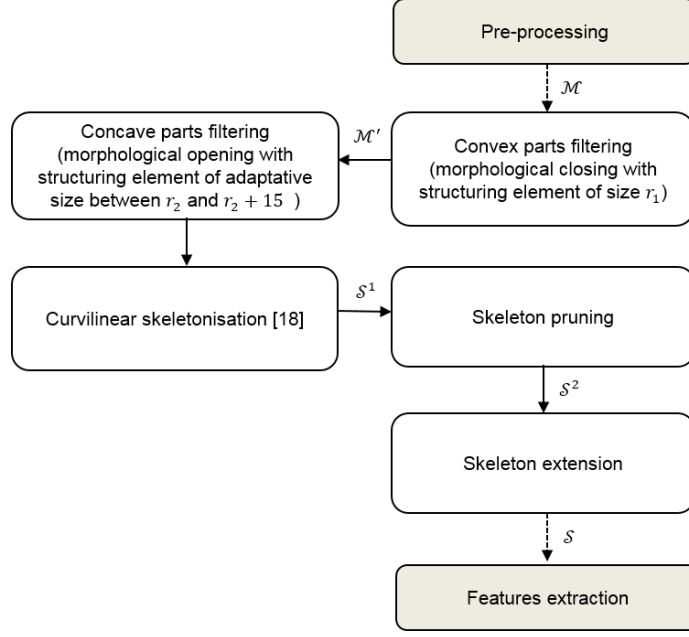 Pre-processing
ℳ
Convex parts filtering
(morphological closing with
structuring element of size r₁)
ℳ′
Concave parts filtering
(morphological opening with
structuring element of adaptative
size between r₂ and r₂ + 15 )
Curvilinear skeletonisation [18]
𝒮¹
Skeleton pruning
𝒮²
Skeleton extension
𝒮
Features extraction